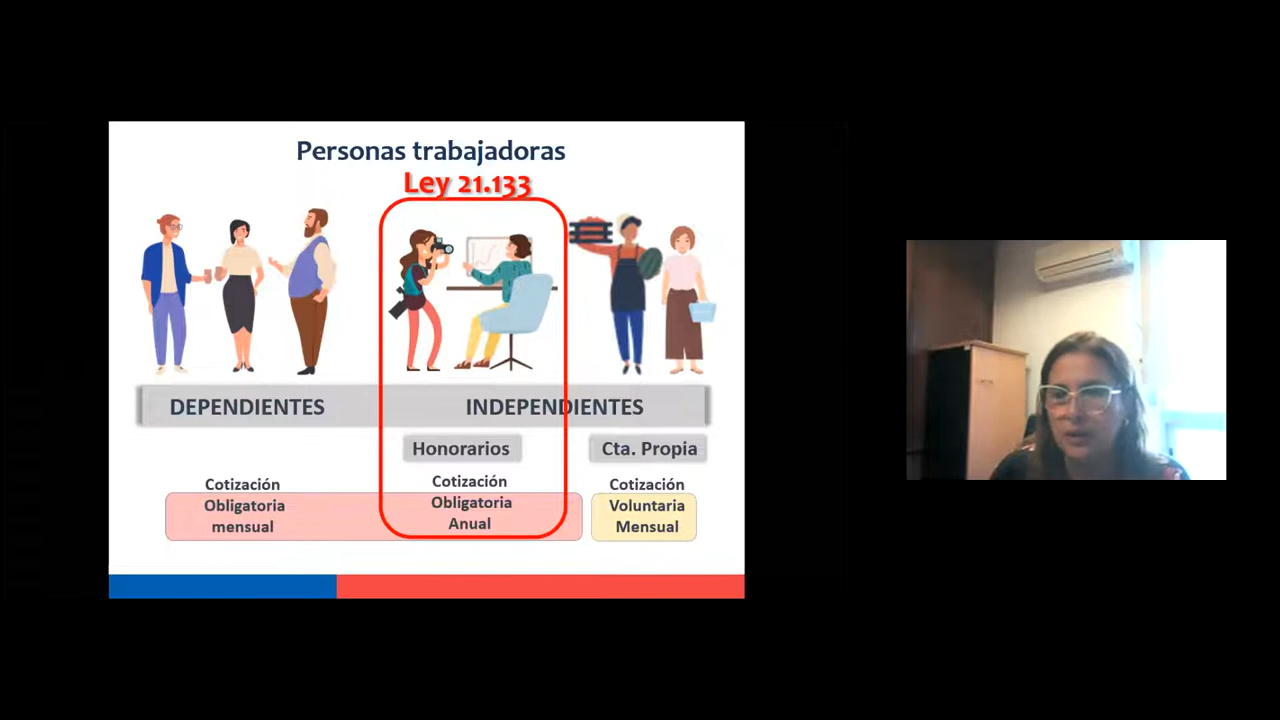 Personas trabajadoras
Ley 21.133
DEPENDIENTES
INDEPENDIENTES
Honorarios
Cta. Propia
Cotización
Obligatoria
mensual
Cotización
Obligatoria
Anual
Cotización
Voluntaria
Mensual